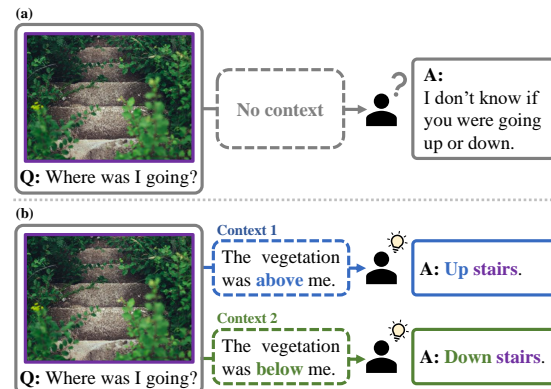 (a)
Q: Where was I going?
No context
?
A:
I don't know if
you were going
up or down.
(b)
Q: Where was I going?
Context 1
The vegetation
was above me.
A: Up stairs.
Context 2
The vegetation
was below me.
A: Down stairs.